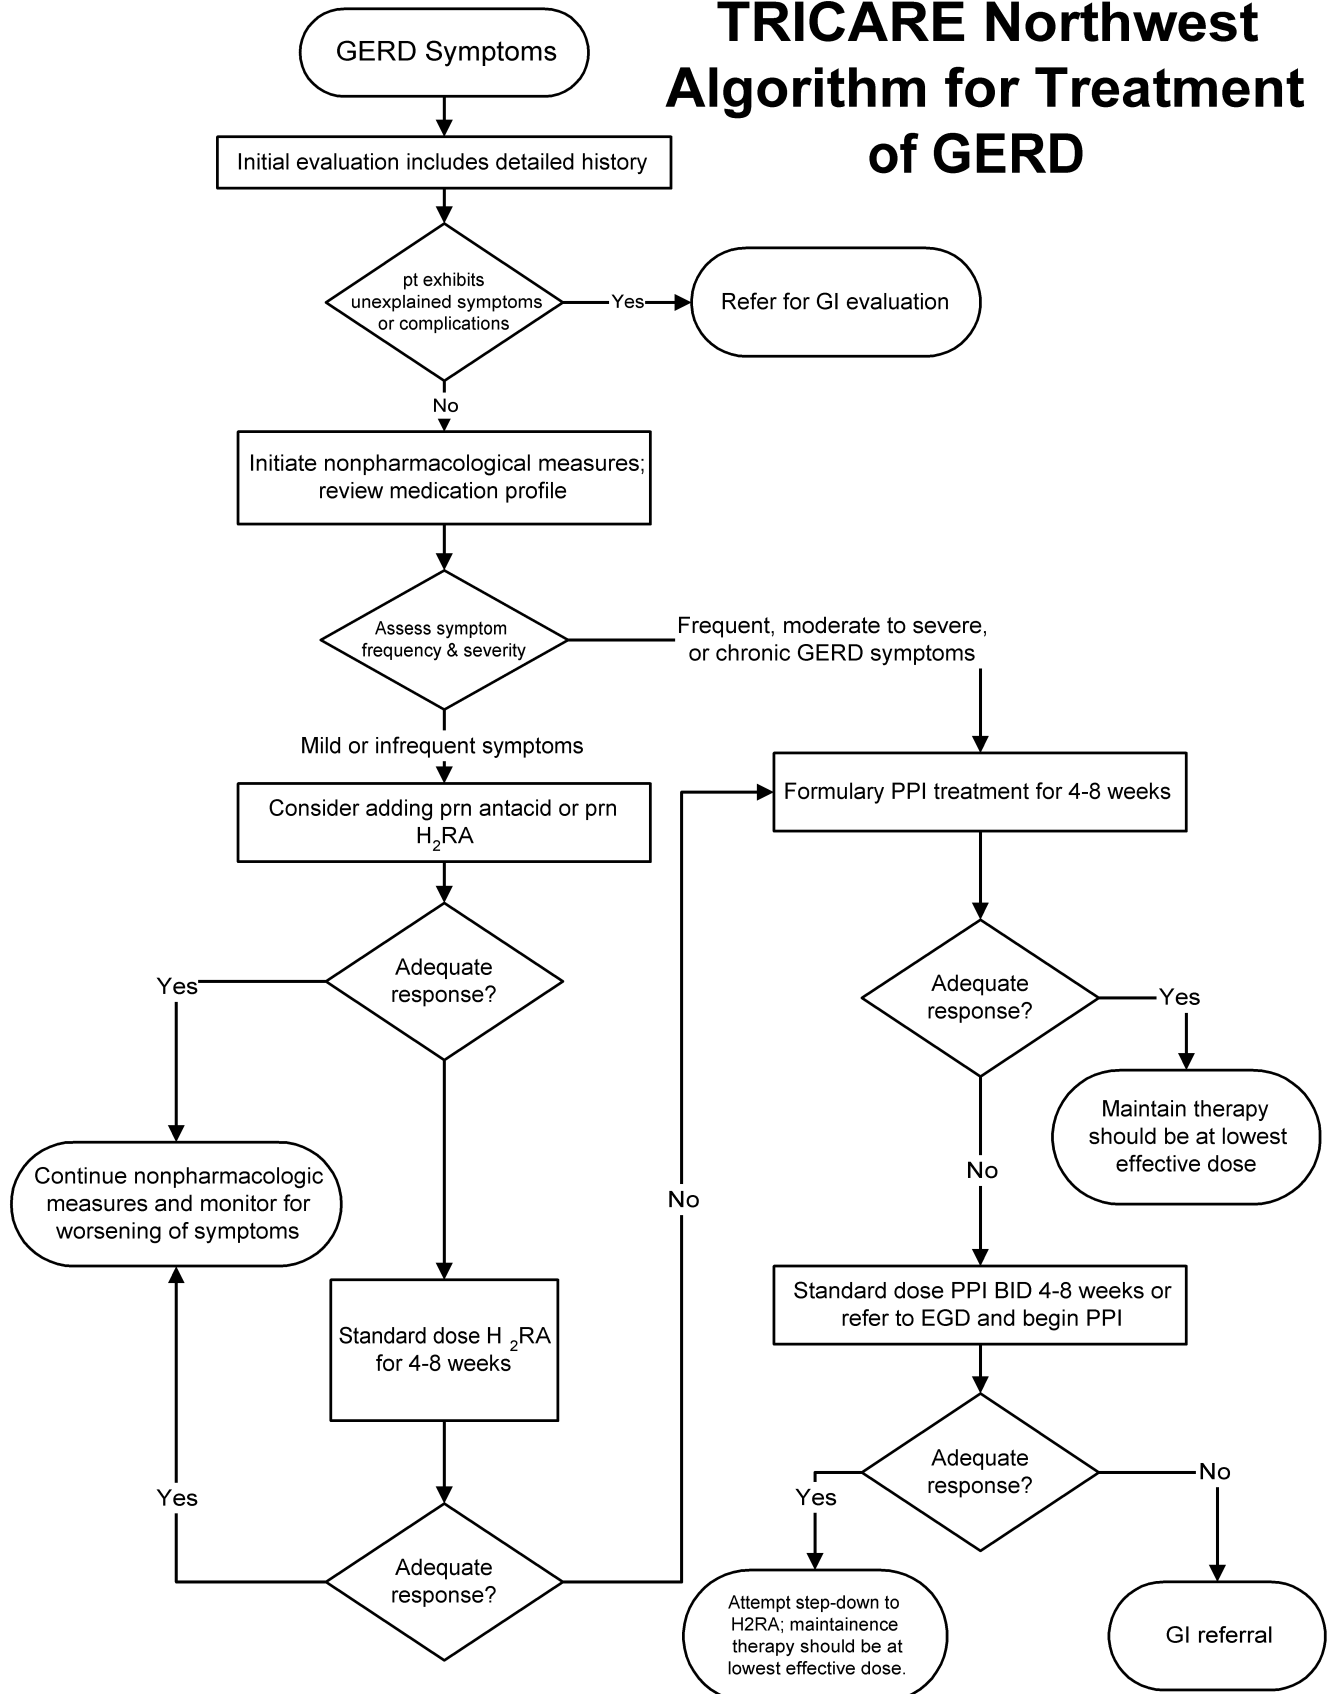 TRICARE Northwest
Algorithm for Treatment
of GERD
GERD Symptoms
Initial evaluation includes detailed history
pt exhibits
unexplained symptoms
or complications
Yes
Refer for GI evaluation
No
Initiate nonpharmacological measures;
review medication profile
Assess symptom
frequency & severity
Frequent, moderate to severe,
or chronic GERD symptoms
Mild or infrequent symptoms
Consider adding prn antacid or prn
H2RA
Formulary PPI treatment for 4-8 weeks
Adequate
response?
Yes
Adequate
response?
Yes
Maintain therapy
should be at lowest
effective dose
Continue nonpharmacologic
measures and monitor for
worsening of symptoms
No
No
Standard dose H 2RA
for 4-8 weeks
Standard dose PPI BID 4-8 weeks or
refer to EGD and begin PPI
Adequate
response?
Yes
No
Yes
Adequate
response?
Attempt step-down to
H2RA; maintainence
therapy should be at
lowest effective dose.
GI referral